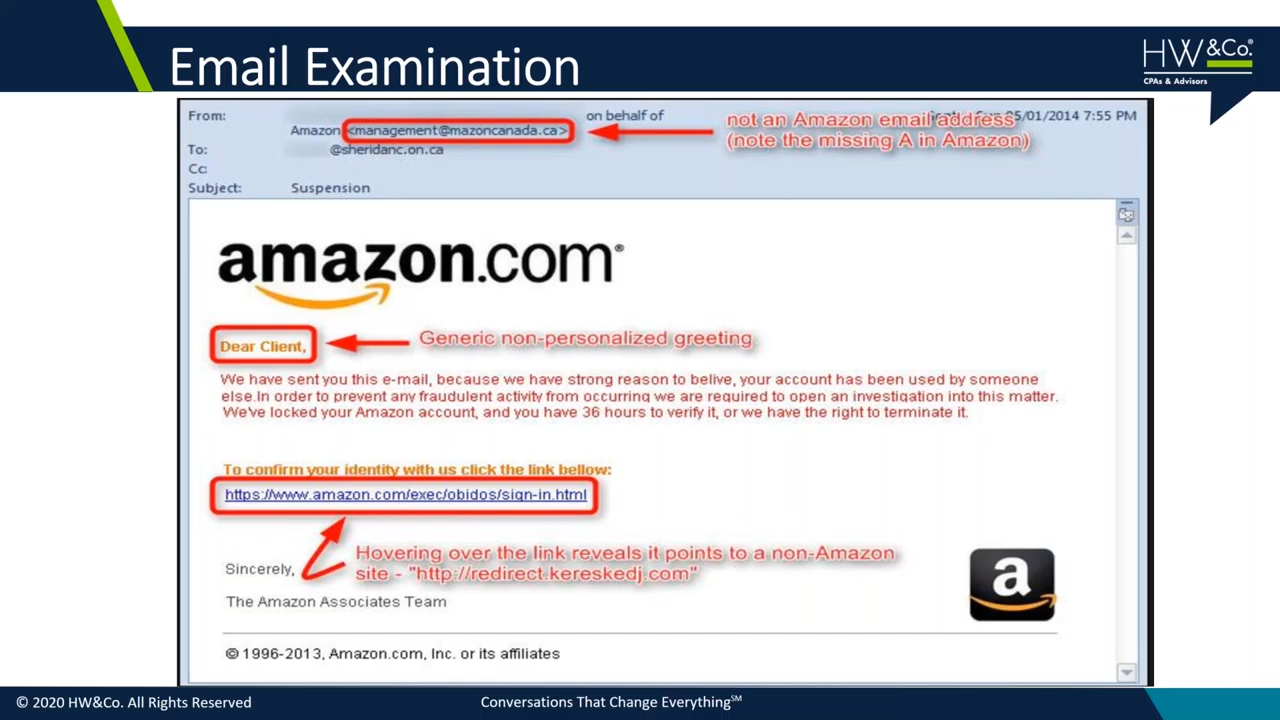 Email Examination
HW&Co.®
CPAs & Advisors
From: on behalf of
05/01/2014 7:55 PM
Amazon <management@mazoncanada.ca>
not an Amazon email address
(note the missing A in Amazon)
To: @sheridanc.on.ca
Cc:
Subject: Suspension
amazon.com®
Dear Client,
Generic non-personalized greeting
We have sent you this e-mail, because we have strong reason to belive, your account has been used by someone
else.In order to prevent any fraudulent activity from occurring we are required to open an investigation into this matter.
We've locked your Amazon account, and you have 36 hours to verify it, or we have the right to terminate it.
To confirm your identity with us click the link bellow:
https://www.amazon.com/exec/obidos/sign-in.html
Hovering over the link reveals it points to a non-Amazon
site - "http://redirect.kereskedj.com"
Sincerely,
The Amazon Associates Team
a
© 1996-2013, Amazon.com, Inc. or its affiliates
© 2020 HW&Co. All Rights Reserved
Conversations That Change Everything℠